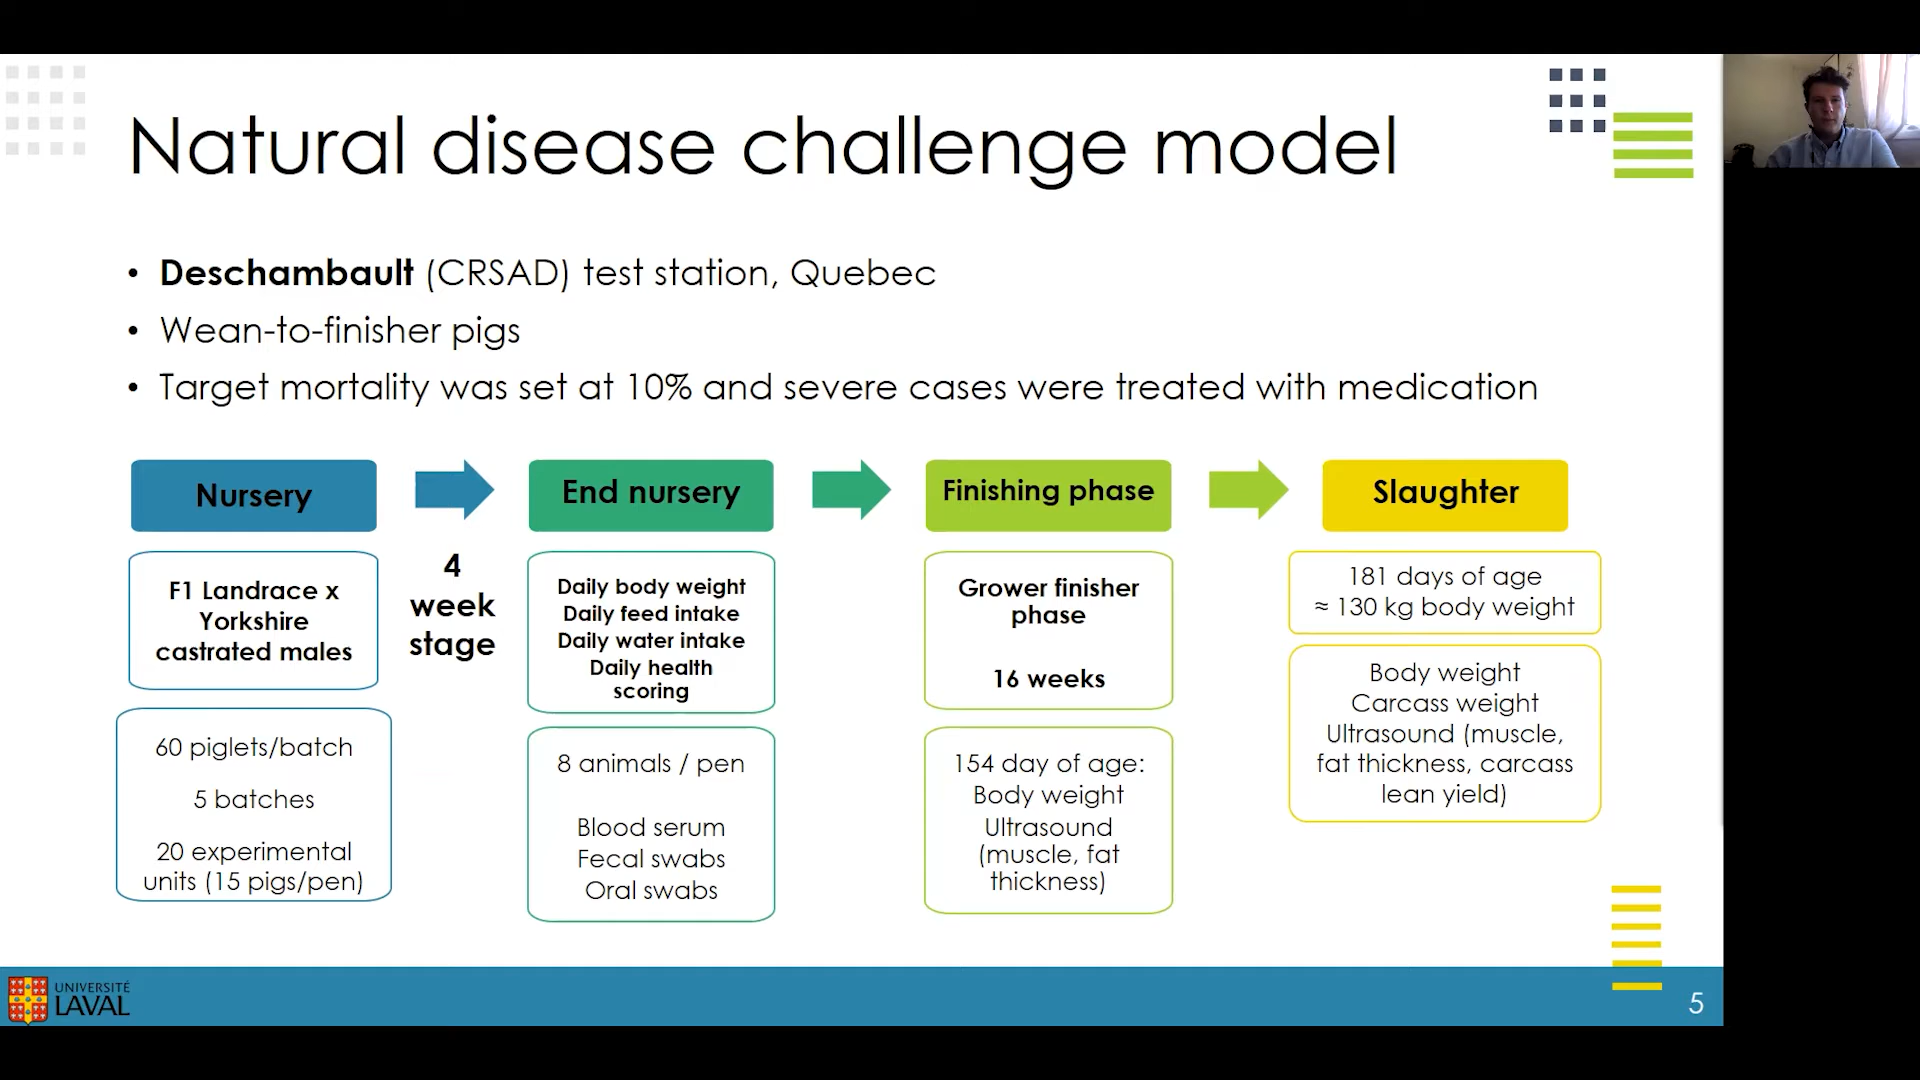 Natural disease challenge model
• Deschambault (CRSAD) test station, Quebec
• Wean-to-finisher pigs
• Target mortality was set at 10% and severe cases were treated with medication
Nursery
F1 Landrace x
Yorkshire
castrated males
60 piglets/batch
5 batches
20 experimental
units (15 pigs/pen)
4
week
stage
End nursery
Daily body weight
Daily feed intake
Daily water intake
Daily health
scoring
8 animals / pen
Blood serum
Fecal swabs
Oral swabs
Finishing phase
Grower finisher
phase
16 weeks
154 day of age:
Body weight
Ultrasound
(muscle, fat
thickness)
Slaughter
181 days of age
≈ 130 kg body weight
Body weight
Carcass weight
Ultrasound (muscle,
fat thickness, carcass
lean yield)
UNIVERSITÉ
LAVAL
5